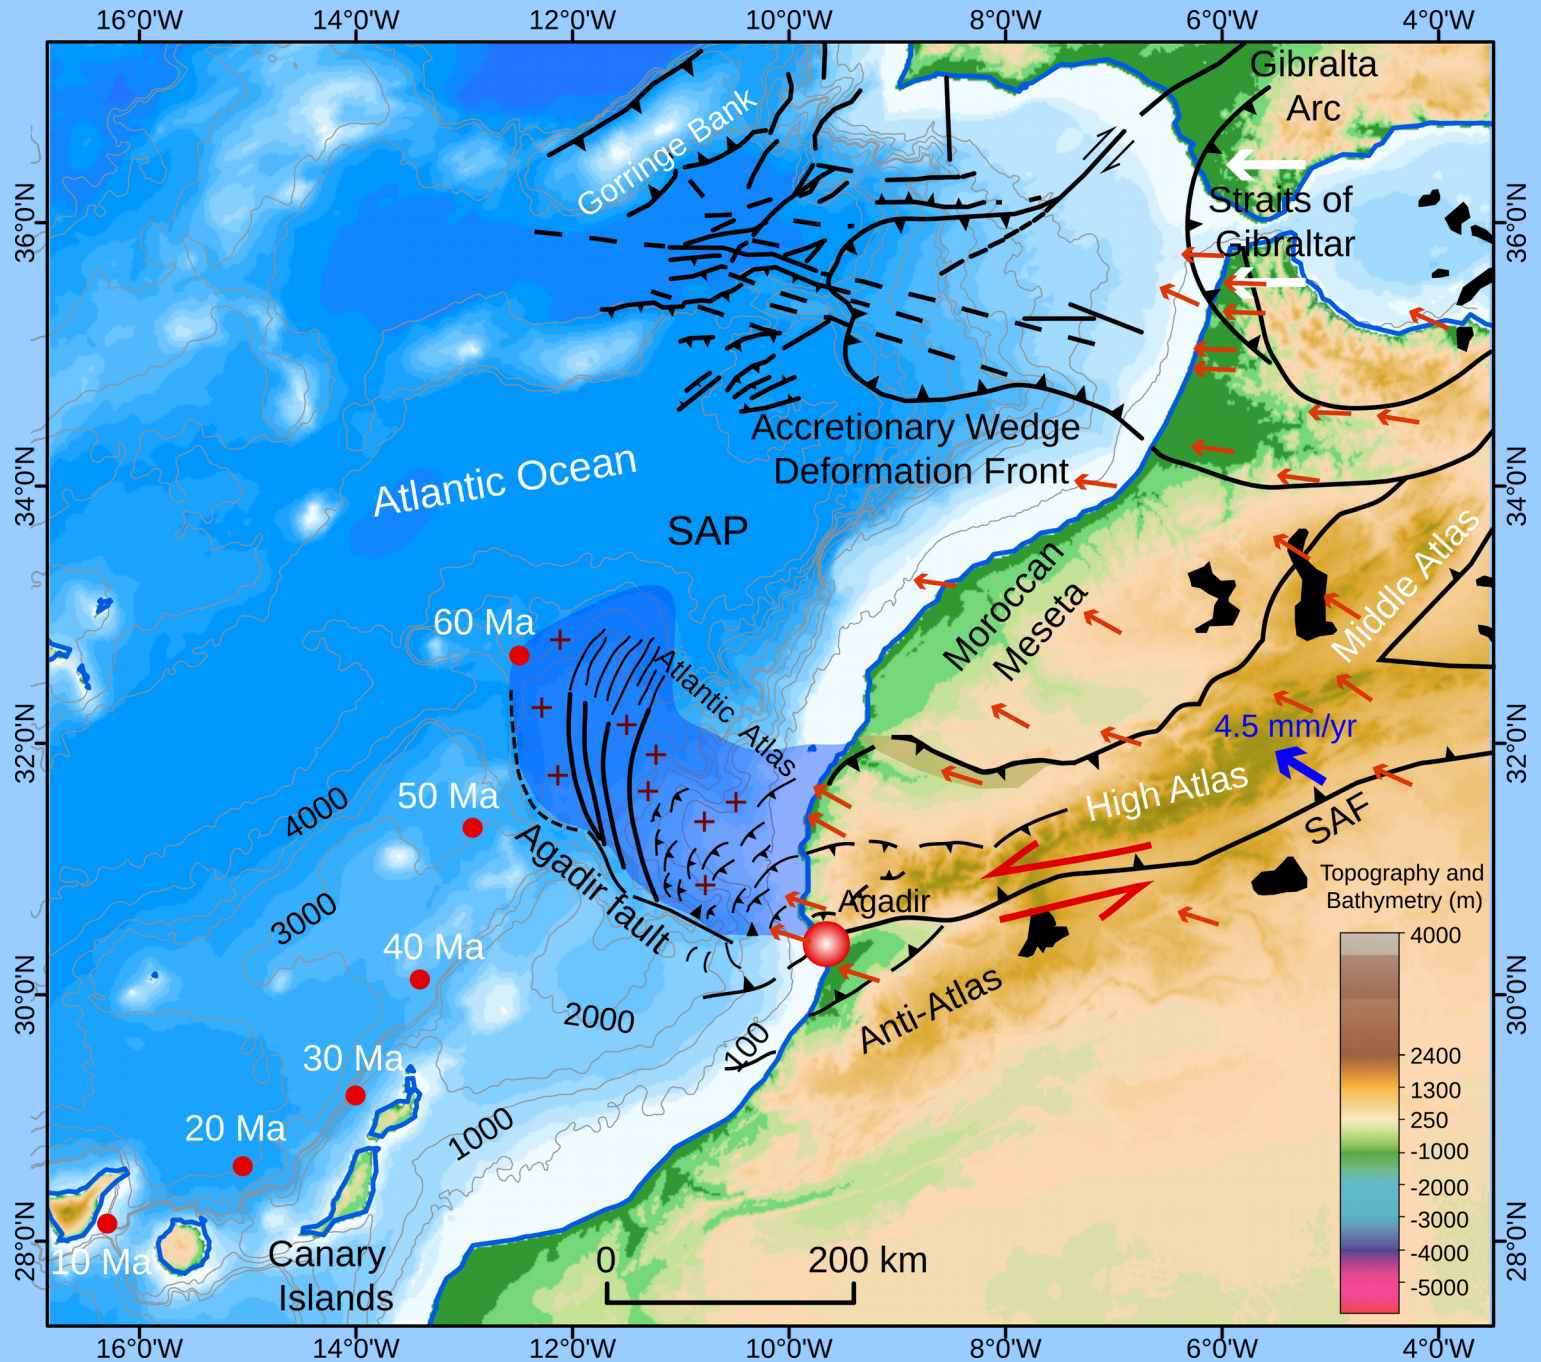 16°0'W 14°0'W 12°0'W 10°0'W 8°0'W 6°0'W 4°0'W
Gibralta
Arc
Gorringe Bank
36°0'N
Straits of
Gibraltar
36°0'N
Accretionary Wedge
Deformation Front
Atlantic Ocean
34°0'N
34°0'N
SAP
Moroccan
Meseta
Middle Atlas
60 Ma
Atlantic Atlas
32°0'N
4.5 mm/yr
32°0'N
50 Ma
4000
High Atlas
SAF
Agadir fault
3000
Agadir
Topography and
Bathymetry (m)
40 Ma
4000
30°0'N
2000
Anti-Atlas
30°0'N
100
30 Ma
2400
1300
250
-1000
-2000
-3000
-4000
-5000
20 Ma
1000
28°0'N
10 Ma
Canary
Islands
0 200 km
28°0'N
16°0'W 14°0'W 12°0'W 10°0'W 8°0'W 6°0'W 4°0'W